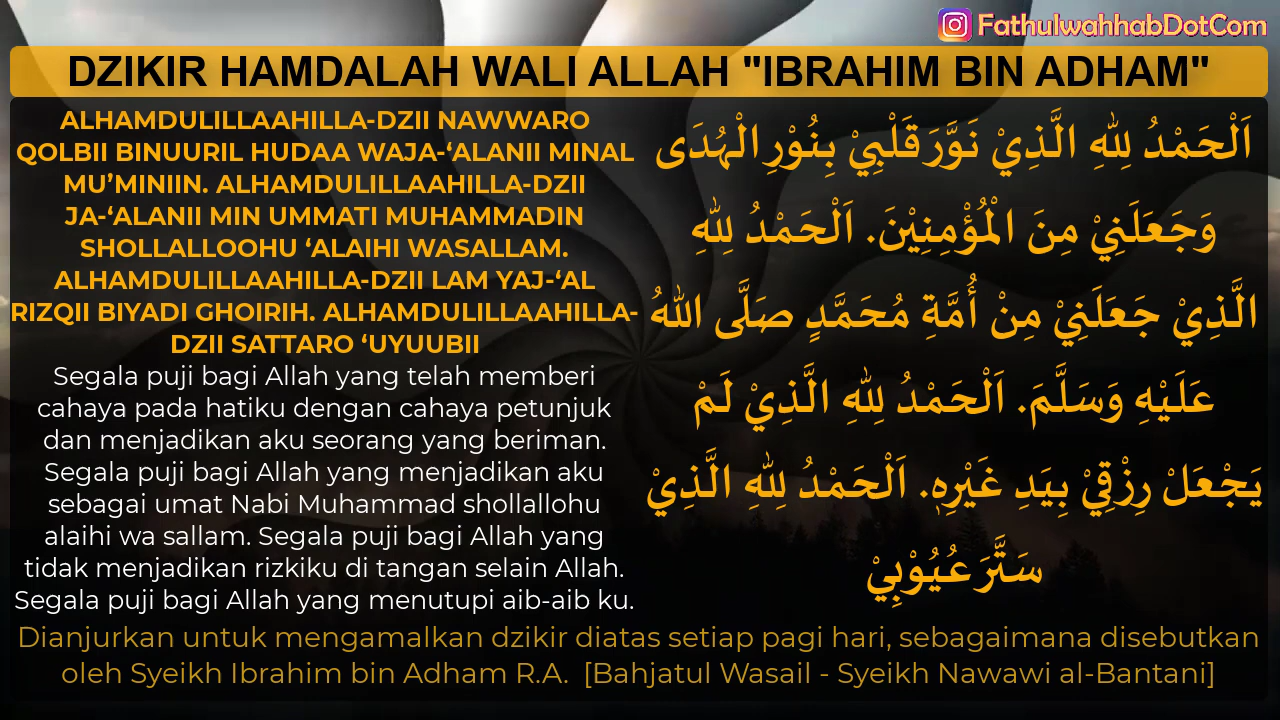 FathulwahhabDotCom
DZIKIR HAMDALAH WALI ALLAH "IBRAHIM BIN ADHAM"
ALHAMDULILLAAHILLA-DZII NAWWARO
QOLBII BINUURIL HUDAA WAJA-‘ALANII MINAL
MU’MINIIN. ALHAMDULILLAAHILLA-DZII
JA-‘ALANII MIN UMMATI MUHAMMADIN
SHOLLALLOOHU ‘ALAIHI WASALLAM.
ALHAMDULILLAAHILLA-DZII LAM YAJ-‘AL
RIZQII BIYADI GHOIRIH. ALHAMDULILLAAHILLA-
DZII SATTARO ‘UYUUBII
Segala puji bagi Allah yang telah memberi
cahaya pada hatiku dengan cahaya petunjuk
dan menjadikan aku seorang yang beriman.
Segala puji bagi Allah yang menjadikan aku
sebagai umat Nabi Muhammad shollallohu
alaihi wa sallam. Segala puji bagi Allah yang
tidak menjadikan rizkiku di tangan selain Allah.
Segala puji bagi Allah yang menutupi aib-aib ku.
اَلْحَمْدُ لِلّٰهِ الَّذِيْ نَوَّرَ قَلْبِيْ بِنُوْرِ الْهُدَى
وَجَعَلَنِيْ مِنَ الْمُؤْمِنِيْنَ. اَلْحَمْدُ لِلّٰهِ
الَّذِيْ جَعَلَنِيْ مِنْ أُمَّةِ مُحَمَّدٍ صَلَّى اللهُ
عَلَيْهِ وَسَلَّمَ. اَلْحَمْدُ لِلّٰهِ الَّذِيْ لَمْ
يَجْعَلْ رِزْقِيْ بِيَدِ غَيْرِهٖ. اَلْحَمْدُ لِلّٰهِ الَّذِيْ
سَتَّرَ عُيُوْبِيْ
Dianjurkan untuk mengamalkan dzikir diatas setiap pagi hari, sebagaimana disebutkan
oleh Syeikh Ibrahim bin Adham R.A. [Bahjatul Wasail - Syeikh Nawawi al-Bantani]